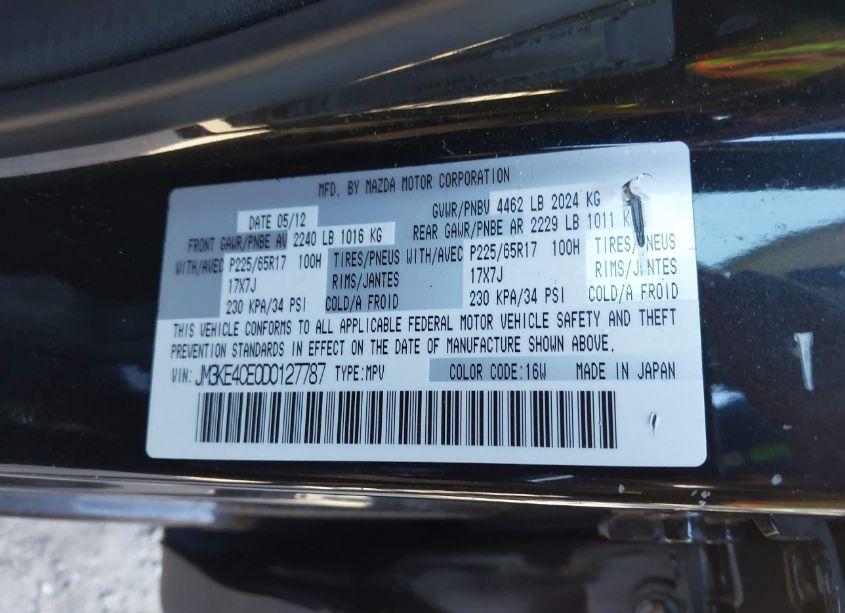 MFD. BY MAZDA MOTOR CORPORATION
DATE 05/12 GVWR/PNBV 4462 LB 2024 KG
FRONT GAWR/PNBE AV 2240 LB 1016 KG REAR GAWR/PNBE AR 2229 LB 1011 K
WITH/AVEC P225/65R17 100H TIRES/PNEUS WITH/AVEC P225/65R17 100H TIRES/PNEUS
17X7J RIMS/JANTES 17X7J RIMS/JANTES
230 KPA/34 PSI COLD/A FROID 230 KPA/34 PSI COLD/A FROID
THIS VEHICLE CONFORMS TO ALL APPLICABLE FEDERAL MOTOR VEHICLE SAFETY AND THEFT
PREVENTION STANDARDS IN EFFECT ON THE DATE OF MANUFACTURE SHOWN ABOVE.
VIN: JM3KE4CE0D0127787 TYPE:MPV COLOR CODE:16W MADE IN JAPAN